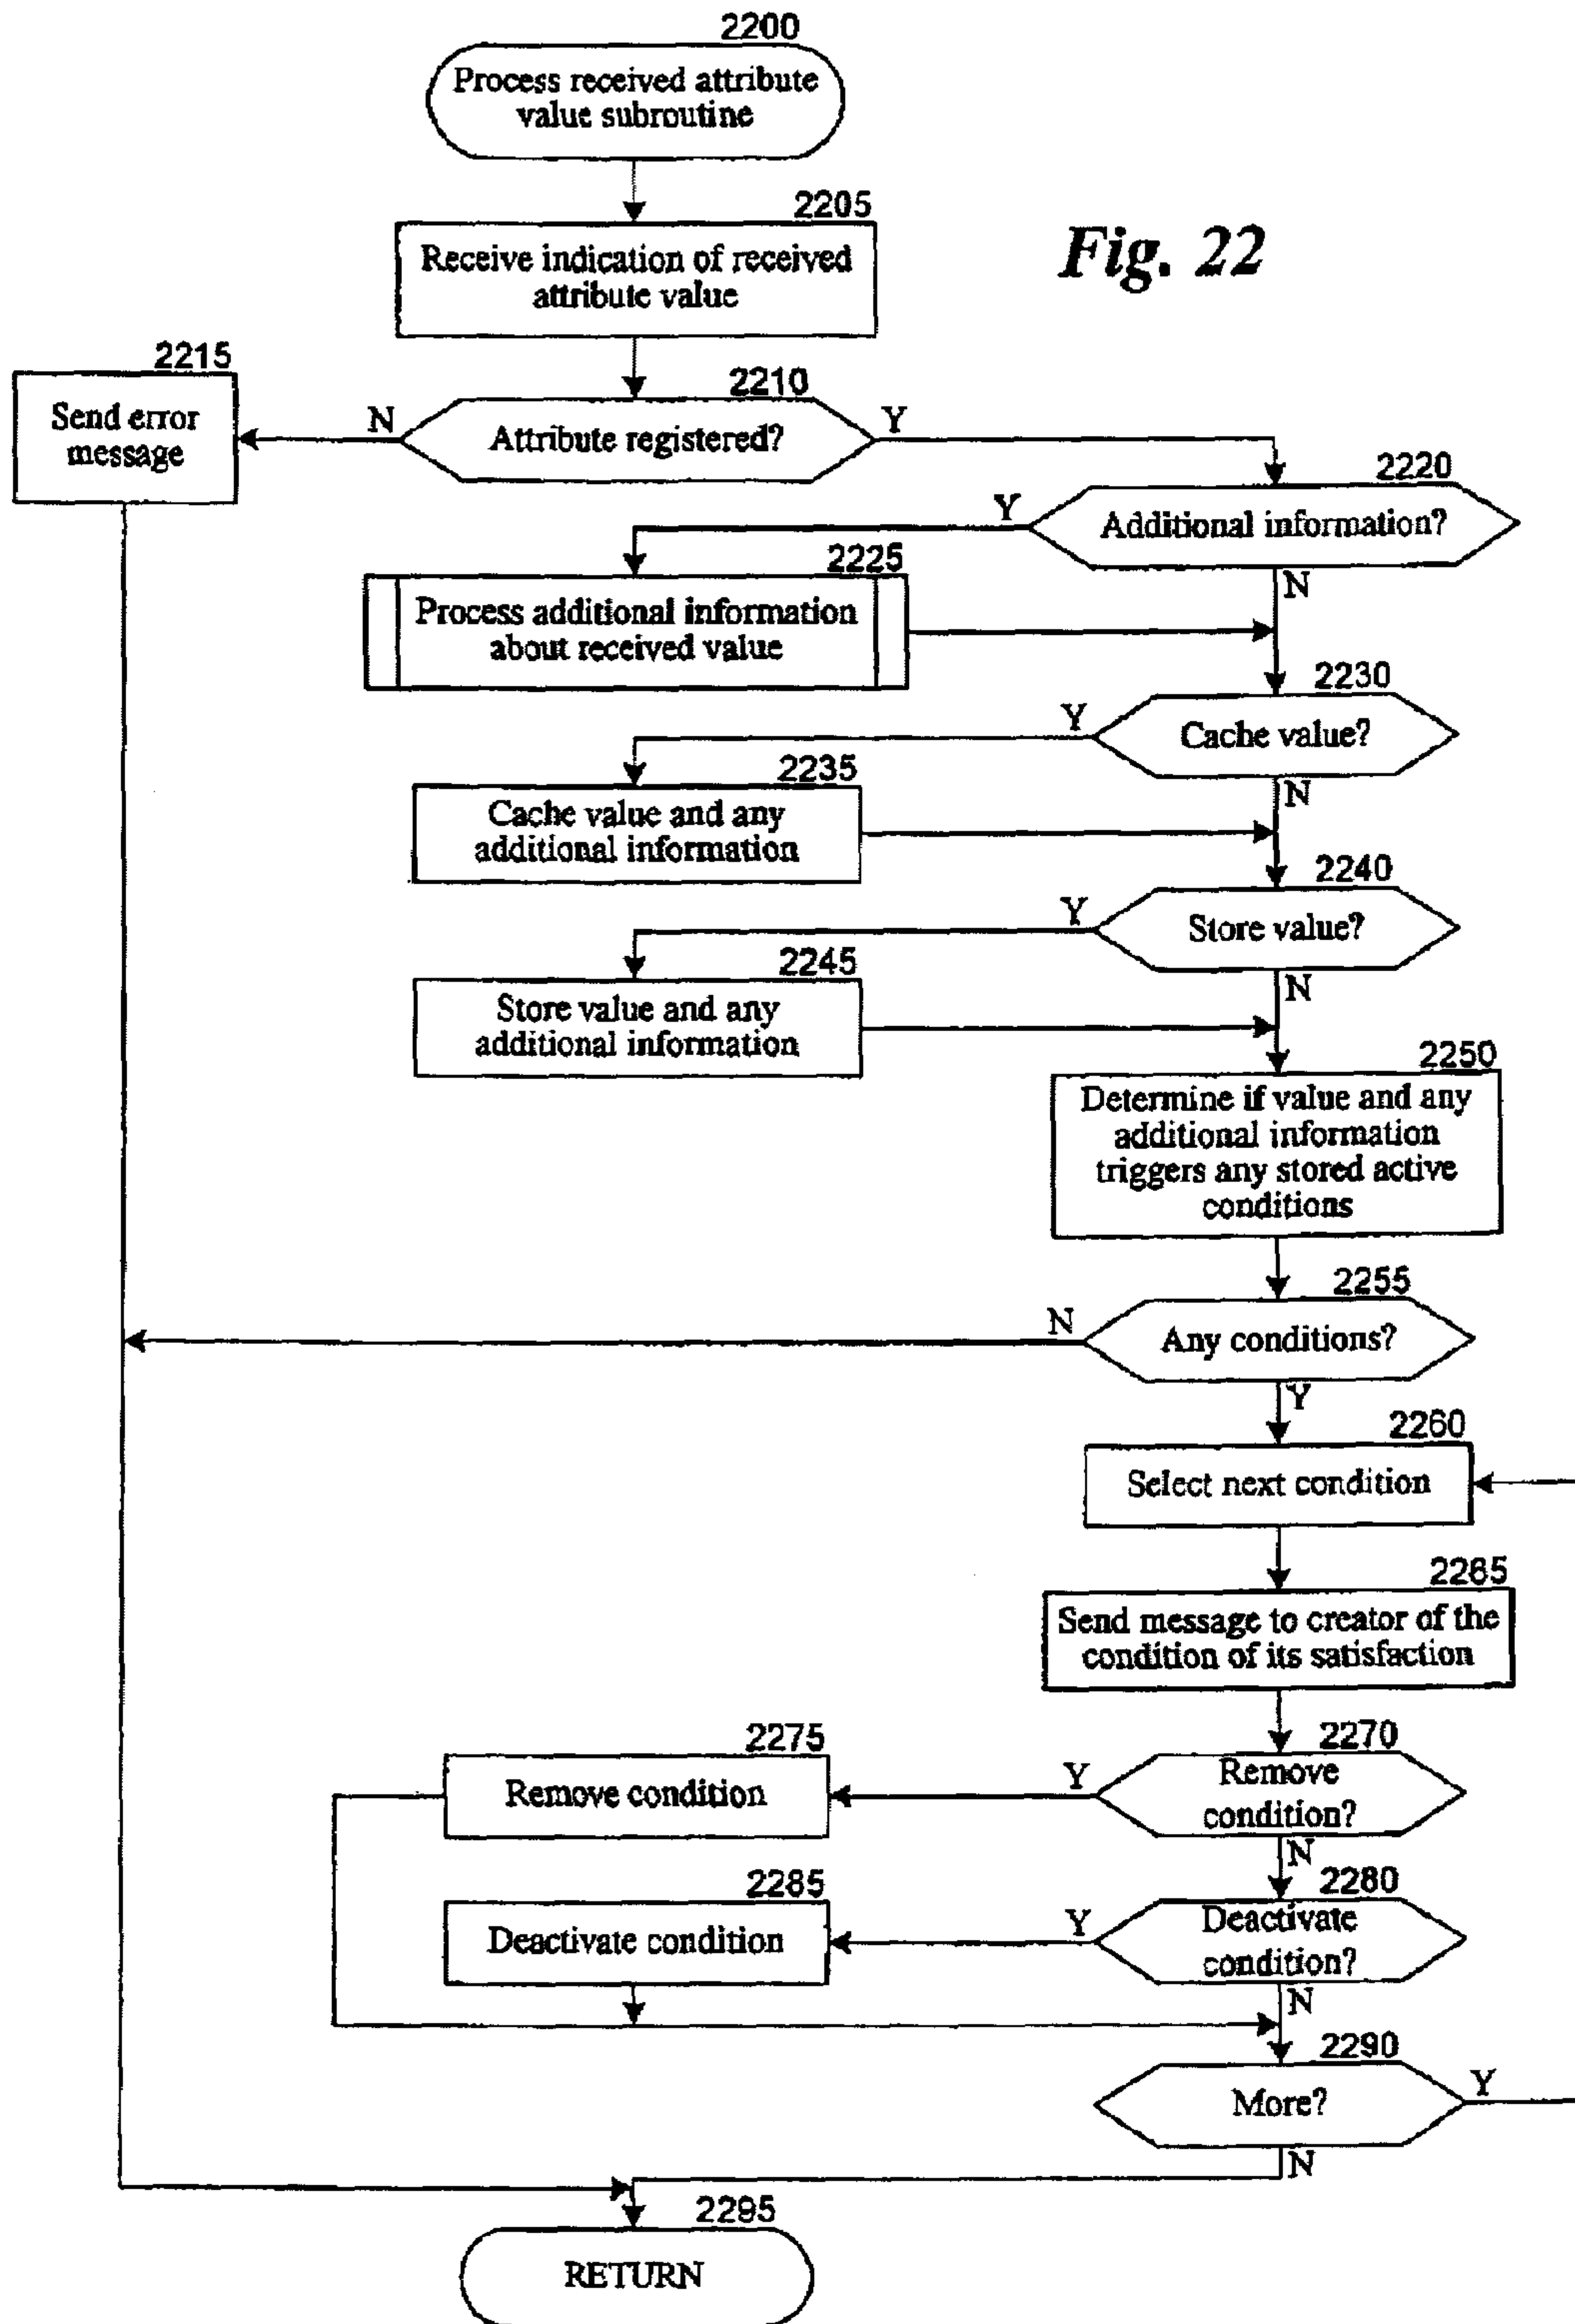 2200
Process received attribute
value subroutine
2205
Receive indication of received
attribute value
Fig. 22
2215
Send error
message
N
2210
Attribute registered?
Y
2220
Additional information?
Y
N
2225
Process additional information
about received value
2230
Cache value?
Y
N
2235
Cache value and any
additional information
2240
Store value?
Y
N
2245
Store value and any
additional information
2250
Determine if value and any
additional information
triggers any stored active
conditions
2255
Any conditions?
N
Y
2260
Select next condition
2265
Send message to creator of the
condition of its satisfaction
2270
Remove
condition?
Y
N
2275
Remove condition
2280
Deactivate
condition?
Y
N
2285
Deactivate condition
2290
More?
Y
N
2295
RETURN